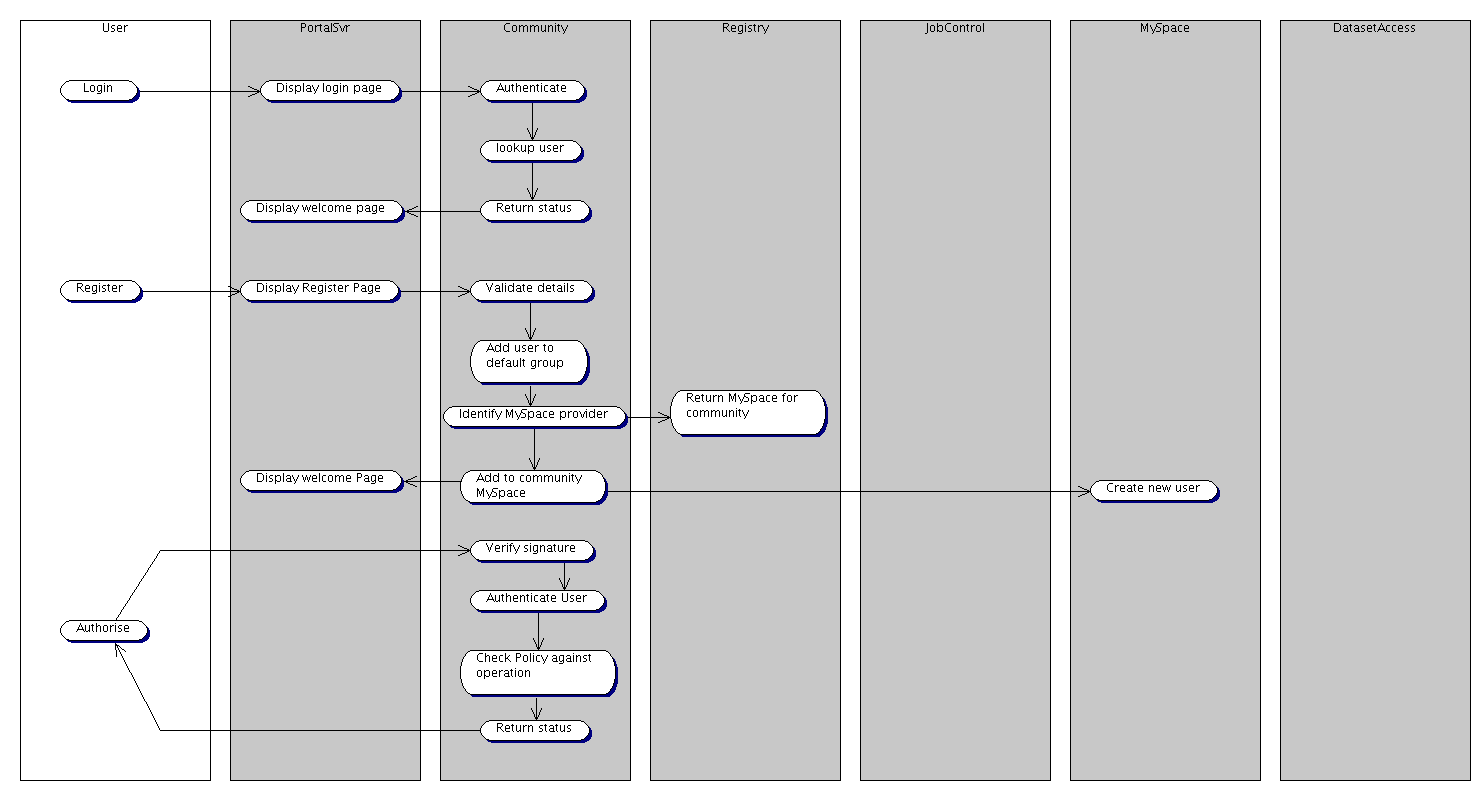 User
PortalSvr
Community
Registry
JobControl
MySpace
DatasetAccess
Login
Display login page
Authenticate
lookup user
Display welcome page
Return status
Register
Display Register Page
Validate details
Add user to
default group
Identify MySpace provider
Return MySpace for
community
Display welcome Page
Add to community
MySpace
Create new user
Verify signature
Authenticate User
Authorise
Check Policy against
operation
Return status